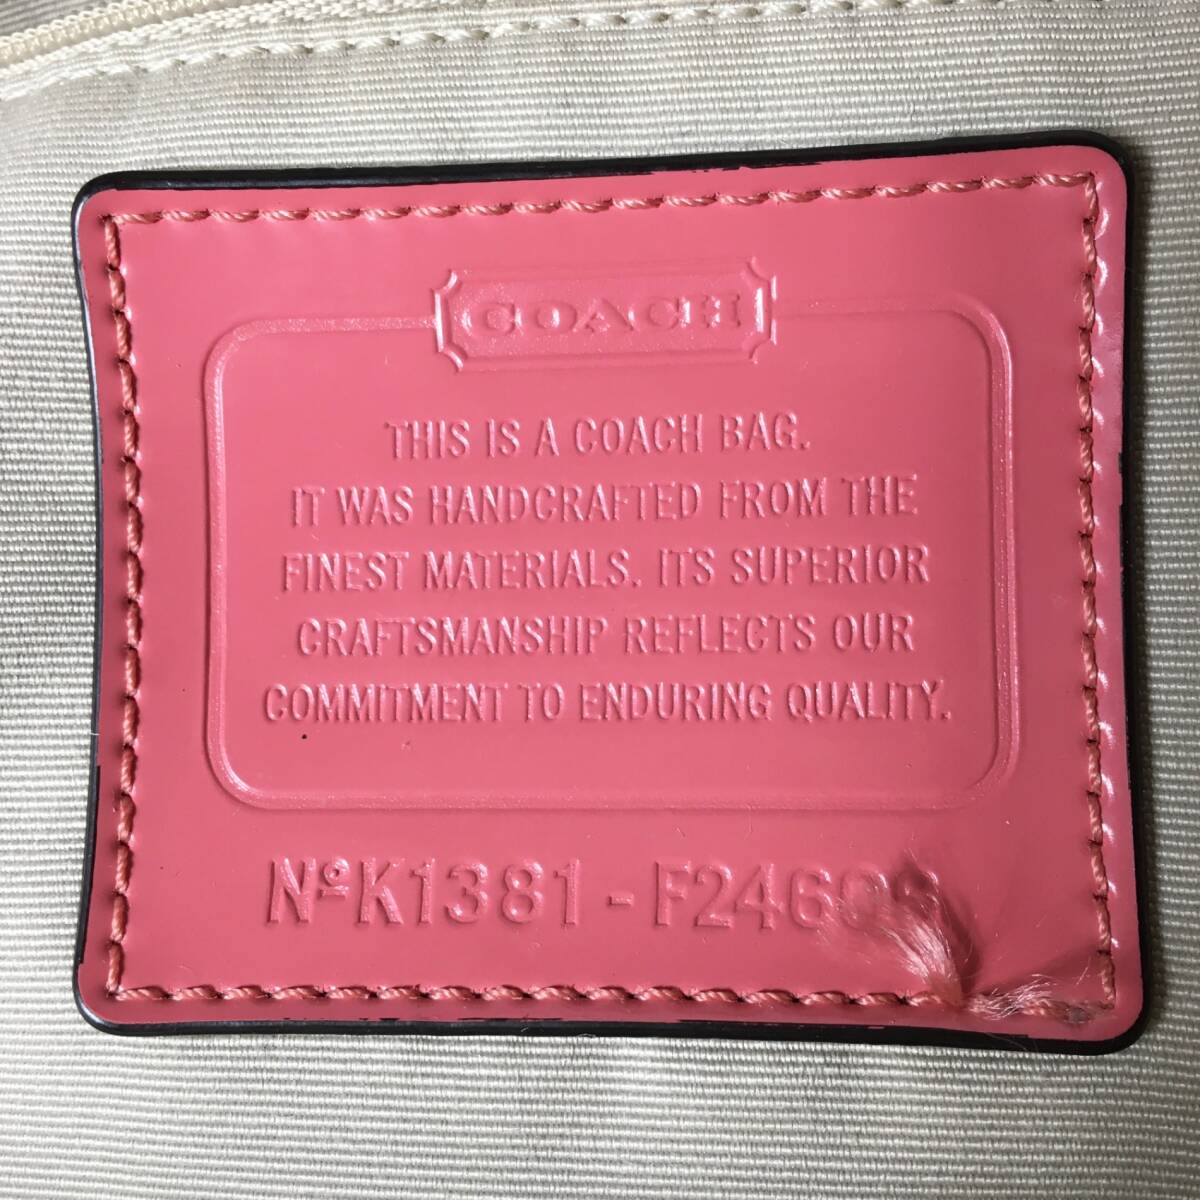 COACH
THIS IS A COACH BAG.
IT WAS HANDCRAFTED FROM THE
FINEST MATERIALS. ITS SUPERIOR
CRAFTSMANSHIP REFLECTS OUR
COMMITMENT TO ENDURING QUALITY.
NºK1381 -